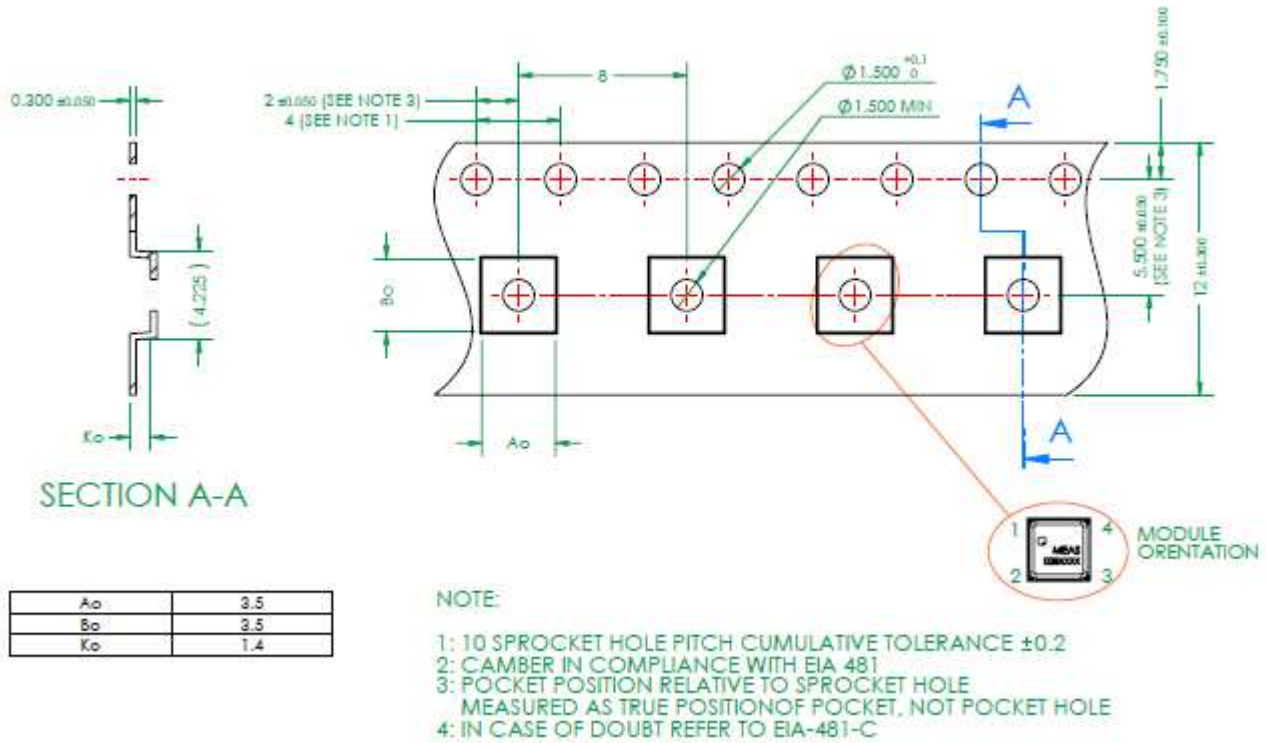 8
Ø1.500 +0.1 0
1.750 ±0.100
0.300 ±0.050
2 ±0.050 (SEE NOTE 3)
A
4 (SEE NOTE 1)
Ø1.500 MIN
5.500 ±0.050
(SEE NOTE 3)
12 ±0.300
Bo
( 4.225 )
Ko
Ao
A
SECTION A-A
1
4
MODULE
ORENTATION
MEAS
2
3
Ao 3.5
Bo 3.5
Ko 1.4
NOTE:
1: 10 SPROCKET HOLE PITCH CUMULATIVE TOLERANCE ±0.2
2: CAMBER IN COMPLIANCE WITH EIA 481
3: POCKET POSITION RELATIVE TO SPROCKET HOLE
MEASURED AS TRUE POSITIONOF POCKET, NOT POCKET HOLE
4: IN CASE OF DOUBT REFER TO EIA-481-C